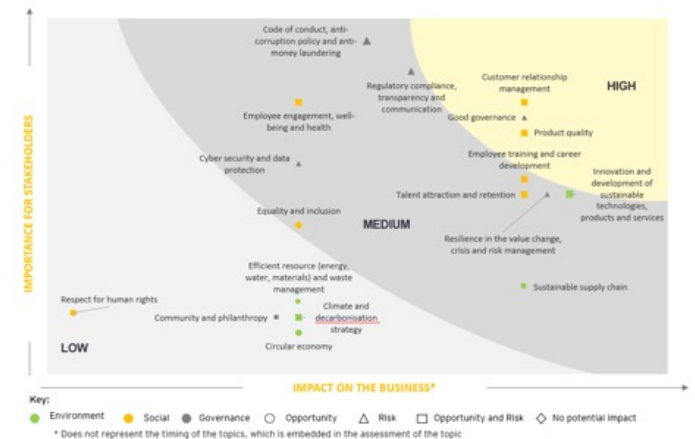 Code of conduct, anti-
corruption policy and anti-
money laundering
Regulatory compliance,
transparency and
communication
Customer relationship
management
HIGH
Good governance
Product quality
Employee engagement, well-
being and health
Cyber security and data
protection
Employee training and career
development
Talent attraction and retention
Innovation and
development of
sustainable
technologies,
products and services
Equality and inclusion
MEDIUM
Resilience in the value change,
crisis and risk management
Efficient resource (energy,
water, materials) and waste
management
Sustainable supply chain
Respect for human rights
Community and philanthropy
Climate and
decarbonisation
strategy
Circular economy
LOW
IMPORTANCE FOR STAKEHOLDERS
IMPACT ON THE BUSINESS*
Key:
Environment Social Governance Opportunity Risk Opportunity and Risk No potential impact
* Does not represent the timing of the topics, which is embedded in the assessment of the topic